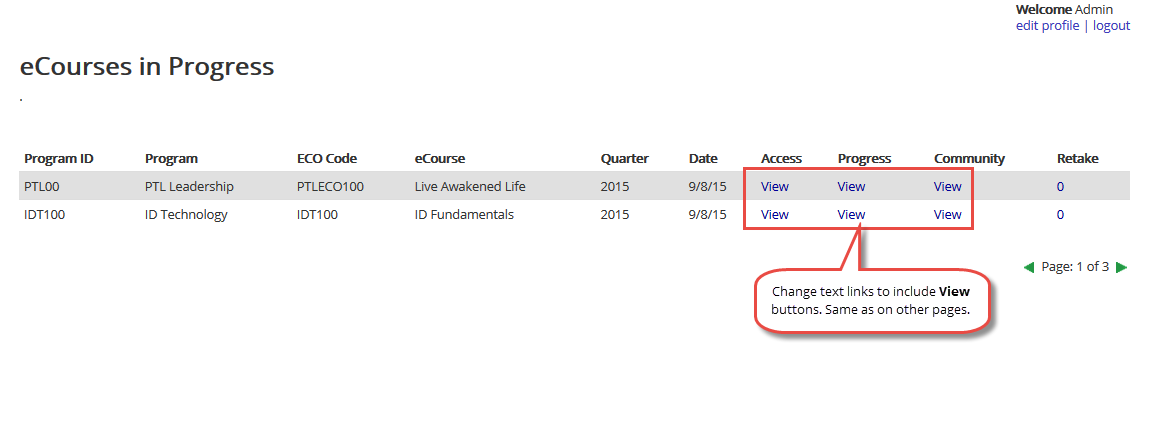 Welcome Admin
edit profile | logout
eCourses in Progress
.
Program ID Program ECO Code eCourse Quarter Date Access Progress Community Retake
PTL00 PTL Leadership PTLECO100 Live Awakened Life 2015 9/8/15 View View View 0
IDT100 ID Technology IDT100 ID Fundamentals 2015 9/8/15 View View View 0
Page: 1 of 3
Change text links to include View
buttons. Same as on other pages.